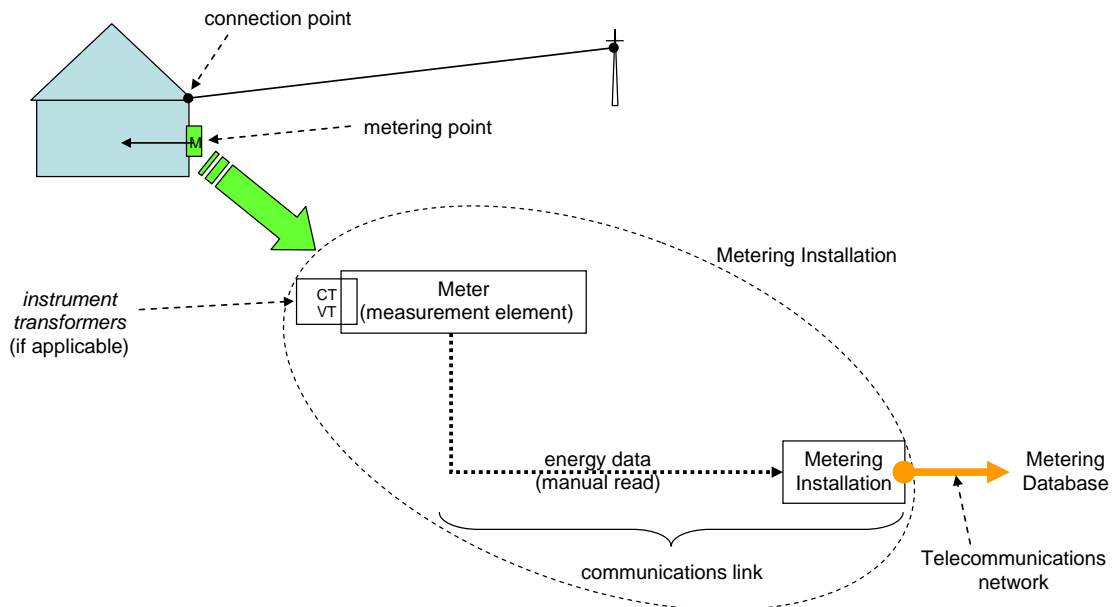 connection point
metering point
M
Metering Installation
instrument
transformers
(if applicable)
CT
VT
Meter
(measurement element)
energy data
(manual read)
Metering
Installation
Metering
Database
communications link
Telecommunications
network